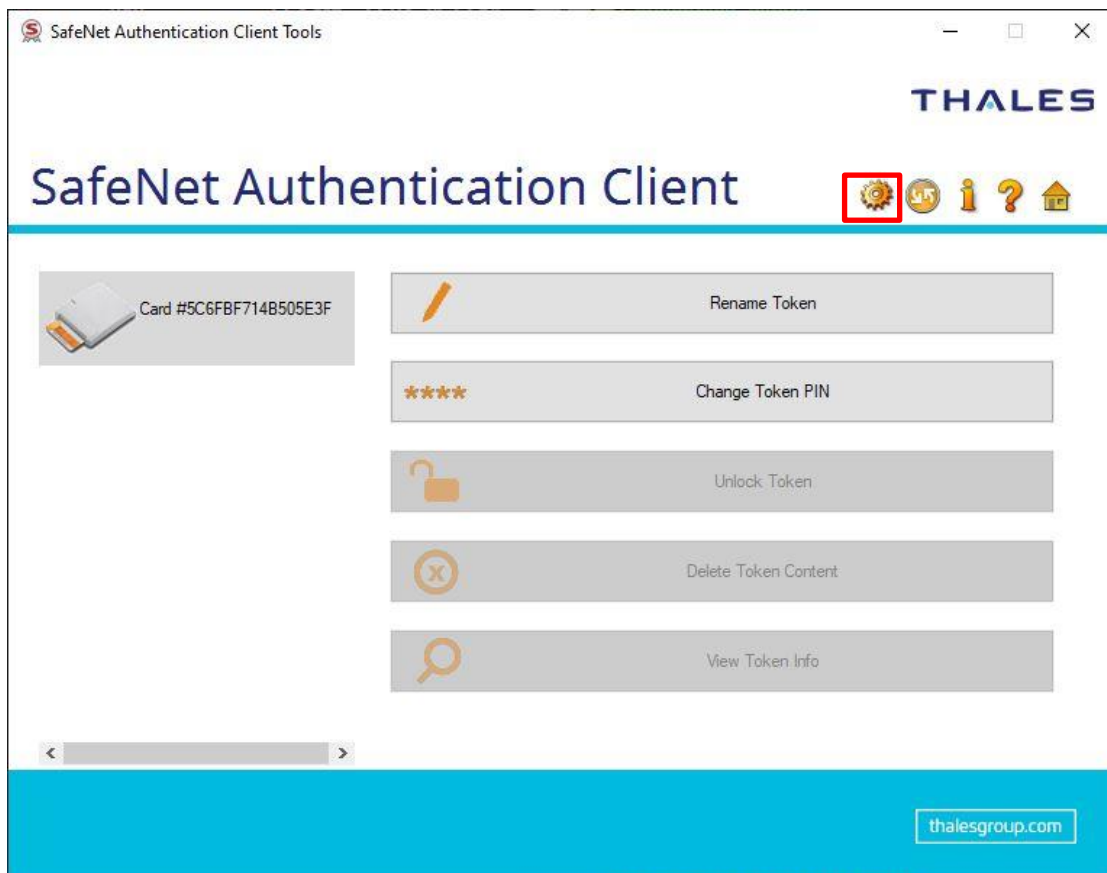 SafeNet Authentication Client Tools
THALES
SafeNet Authentication Client
Card #5C6FBF714B505E3F
Rename Token
****
Change Token PIN
Unlock Token
Delete Token Content
View Token Info
thalesgroup.com